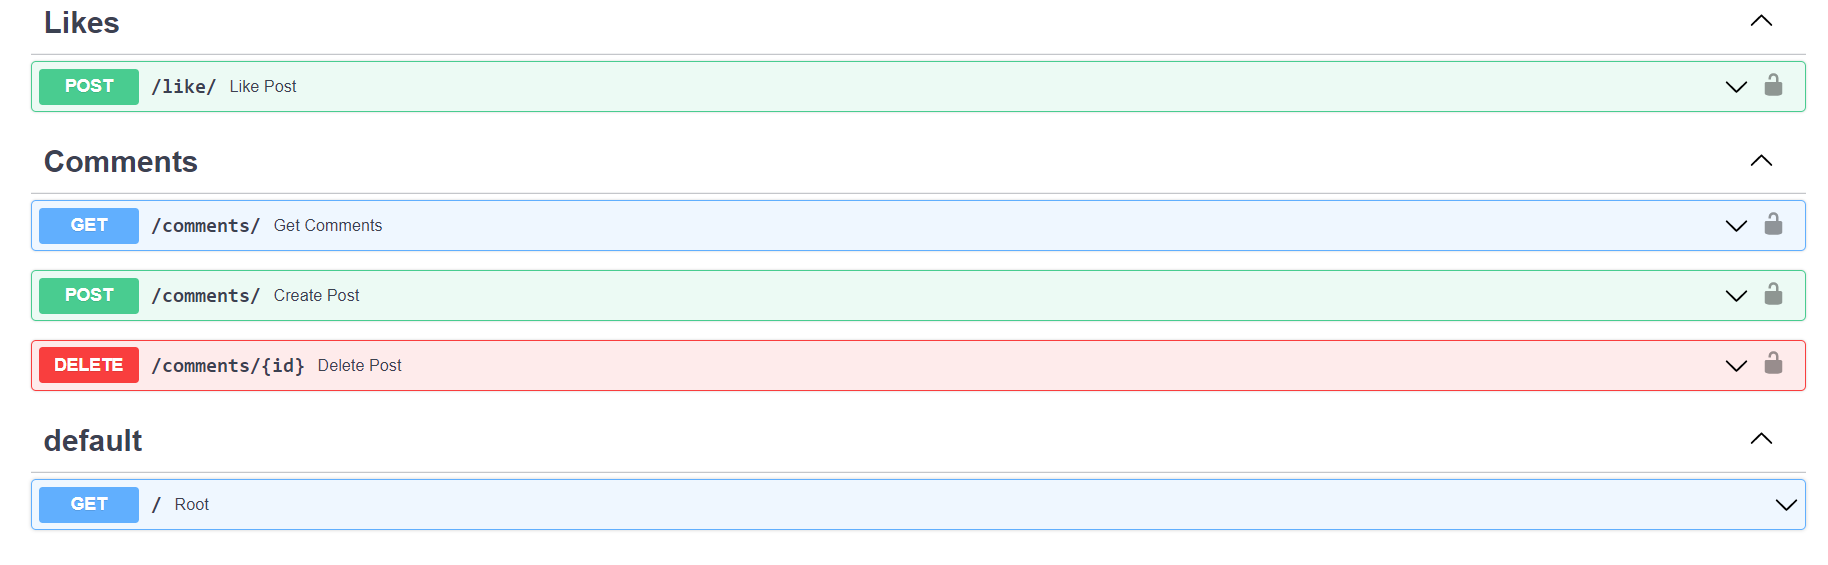 Likes
POST /like/ Like Post
Comments
GET /comments/ Get Comments
POST /comments/ Create Post
DELETE /comments/{id} Delete Post
default
GET / Root